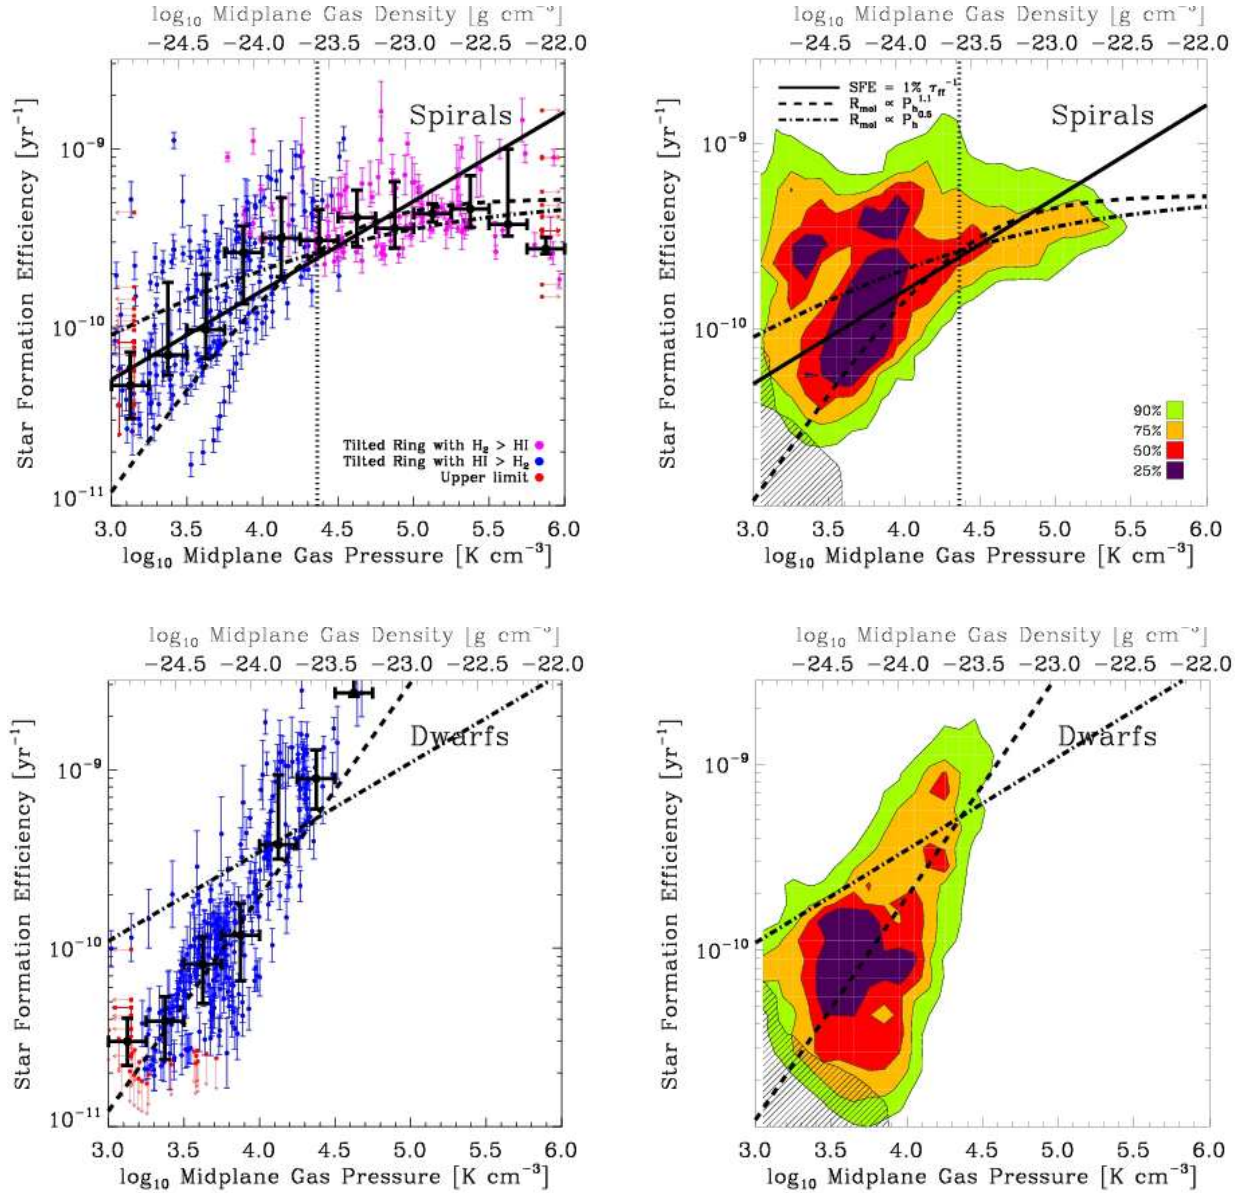 log₁₀ Midplane Gas Density [g cm⁻³]
−24.5 −24.0 −23.5 −23.0 −22.5 −22.0
Star Formation Efficiency [yr⁻¹]
10⁻⁹
10⁻¹⁰
10⁻¹¹
Spirals
Tilted Ring with H₂ > HI
Tilted Ring with HI > H₂
Upper limit
3.0 3.5 4.0 4.5 5.0 5.5 6.0
log₁₀ Midplane Gas Pressure [K cm⁻³]
log₁₀ Midplane Gas Density [g cm⁻³]
−24.5 −24.0 −23.5 −23.0 −22.5 −22.0
Star Formation Efficiency [yr⁻¹]
10⁻⁹
10⁻¹⁰
SFE = 1% τff⁻¹
Rmol ∝ Ph^1.1
Rmol ∝ Ph^0.5
Spirals
90%
75%
50%
25%
3.0 3.5 4.0 4.5 5.0 5.5 6.0
log₁₀ Midplane Gas Pressure [K cm⁻³]
log₁₀ Midplane Gas Density [g cm⁻³]
−24.5 −24.0 −23.5 −23.0 −22.5 −22.0
Star Formation Efficiency [yr⁻¹]
10⁻⁹
10⁻¹⁰
10⁻¹¹
Dwarfs
3.0 3.5 4.0 4.5 5.0 5.5 6.0
log₁₀ Midplane Gas Pressure [K cm⁻³]
log₁₀ Midplane Gas Density [g cm⁻³]
−24.5 −24.0 −23.5 −23.0 −22.5 −22.0
Star Formation Efficiency [yr⁻¹]
10⁻⁹
10⁻¹⁰
Dwarfs
3.0 3.5 4.0 4.5 5.0 5.5 6.0
log₁₀ Midplane Gas Pressure [K cm⁻³]